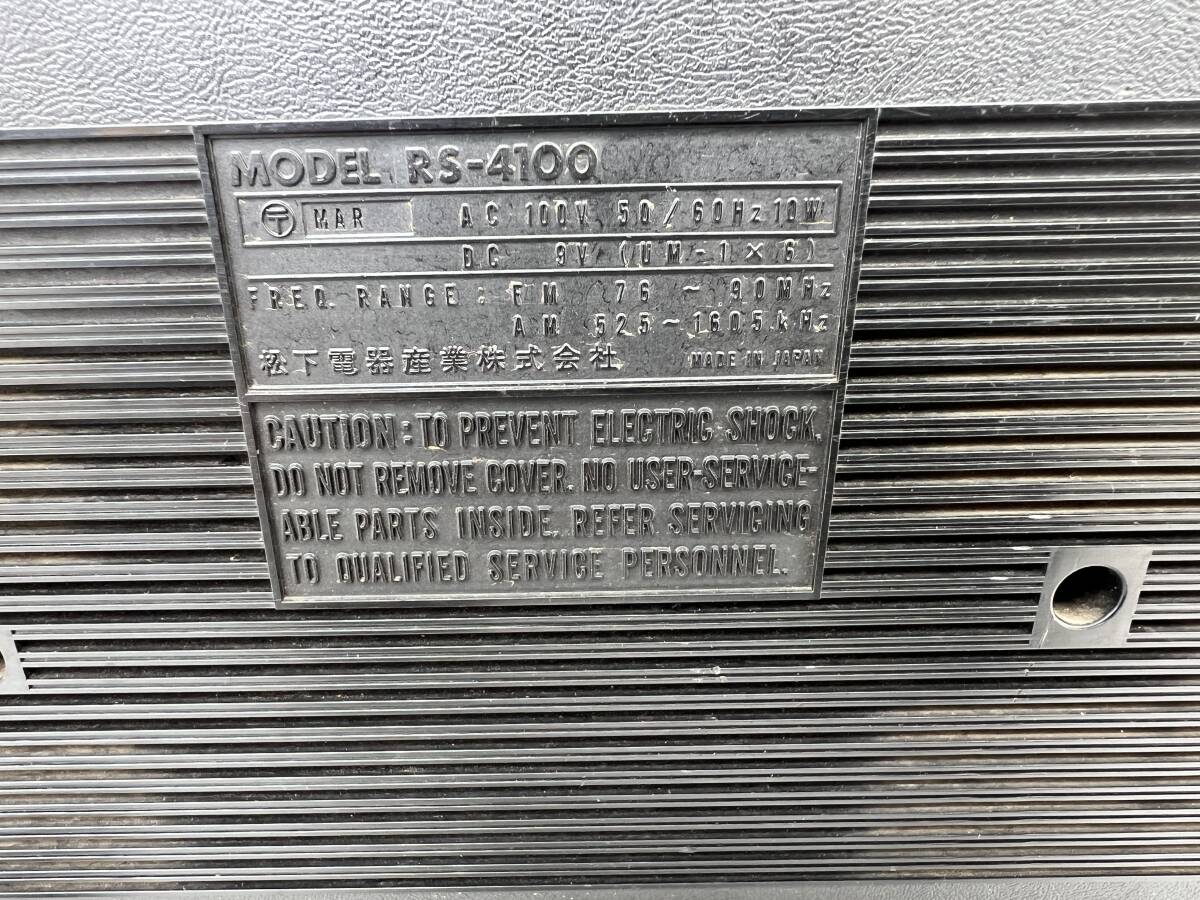 MODEL RS-4100
〒 MAR AC 100V 50/60Hz 10W
DC 9V (UM-1×6)
FREQ. RANGE: FM 76~90MHz
AM 525~1605kHz
松下電器産業株式会社 MADE IN JAPAN
CAUTION: TO PREVENT ELECTRIC SHOCK,
DO NOT REMOVE COVER. NO USER-SERVICE-
ABLE PARTS INSIDE. REFER SERVICING
TO QUALIFIED SERVICE PERSONNEL.